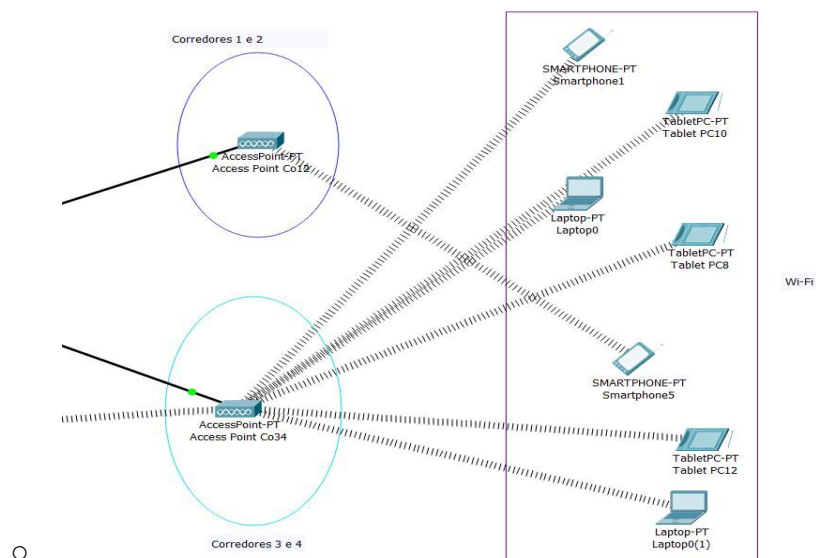 Corredores 1 e 2
SMARTPHONE-PT
Smartphone1
TabletPC-PT
Tablet PC10
AccessPoint-PT
Access Point Co12
Laptop-PT
Laptop0
TabletPC-PT
Tablet PC8
Wi-Fi
SMARTPHONE-PT
Smartphone5
AccessPoint-PT
Access Point Co34
TabletPC-PT
Tablet PC12
Laptop-PT
Laptop0(1)
Corredores 3 e 4